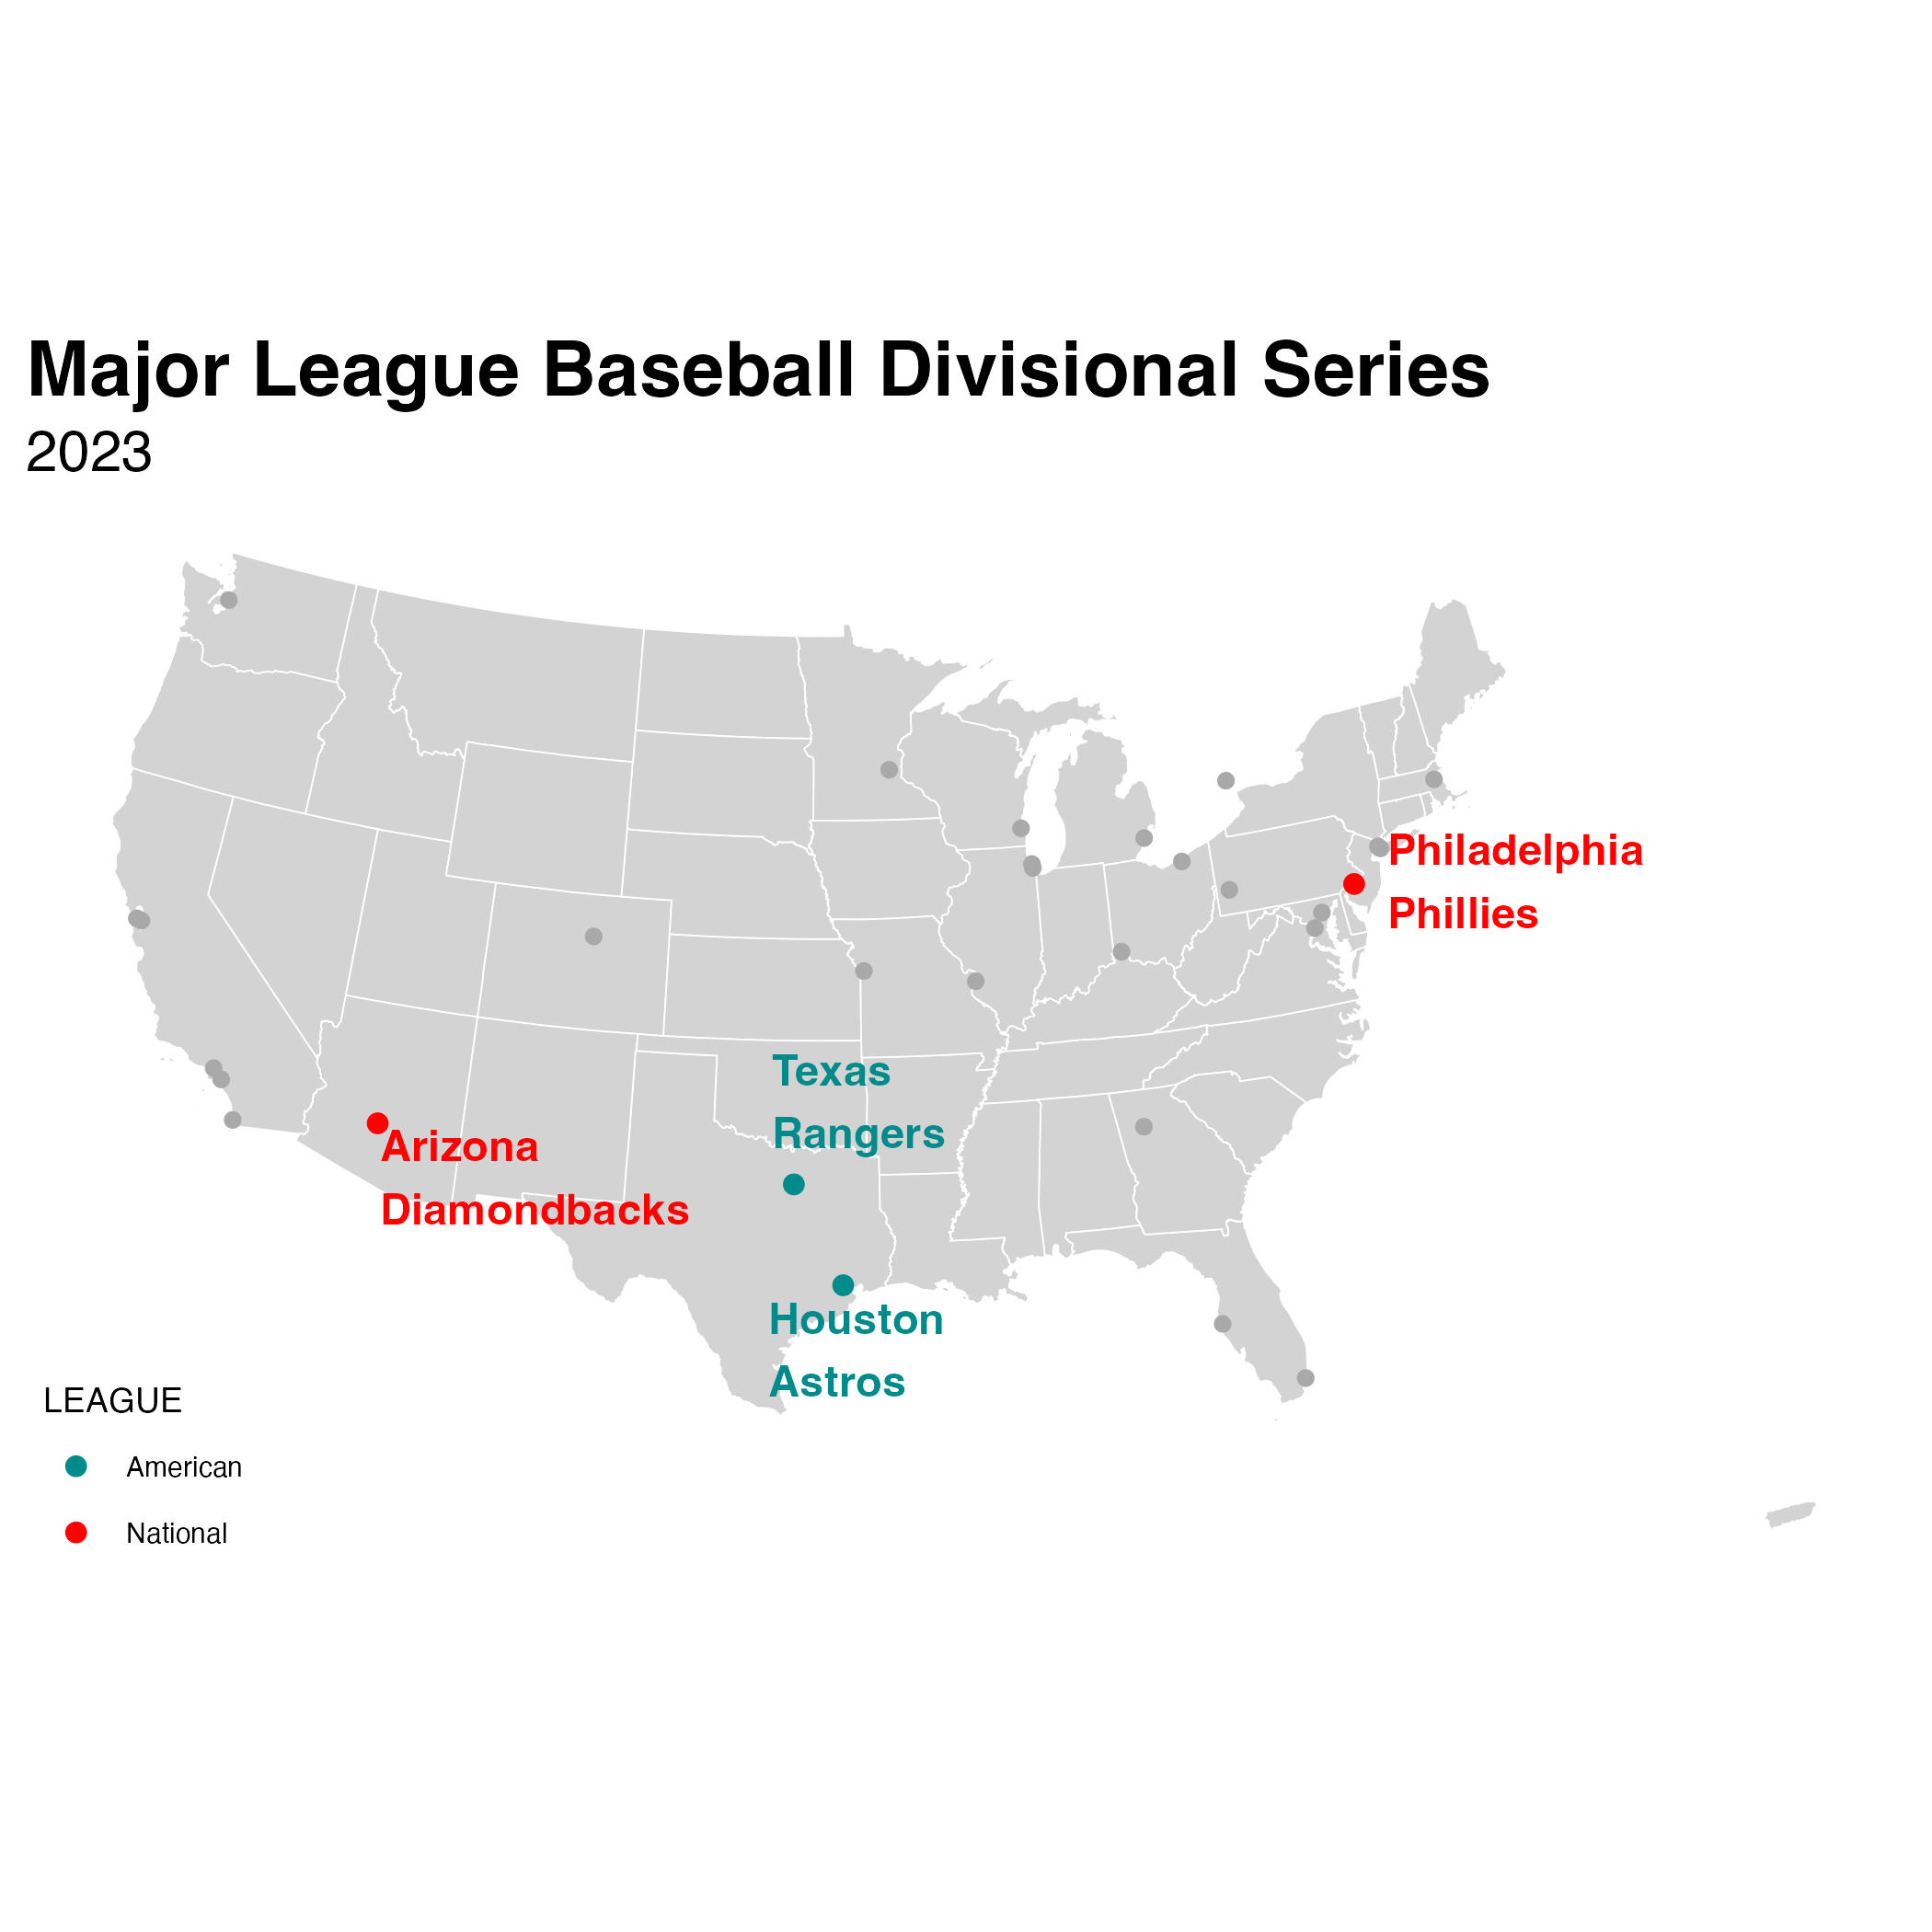 Major League Baseball Divisional Series
2023
Philadelphia
Phillies
Texas
Rangers
Arizona
Diamondbacks
Houston
Astros
LEAGUE
American
National